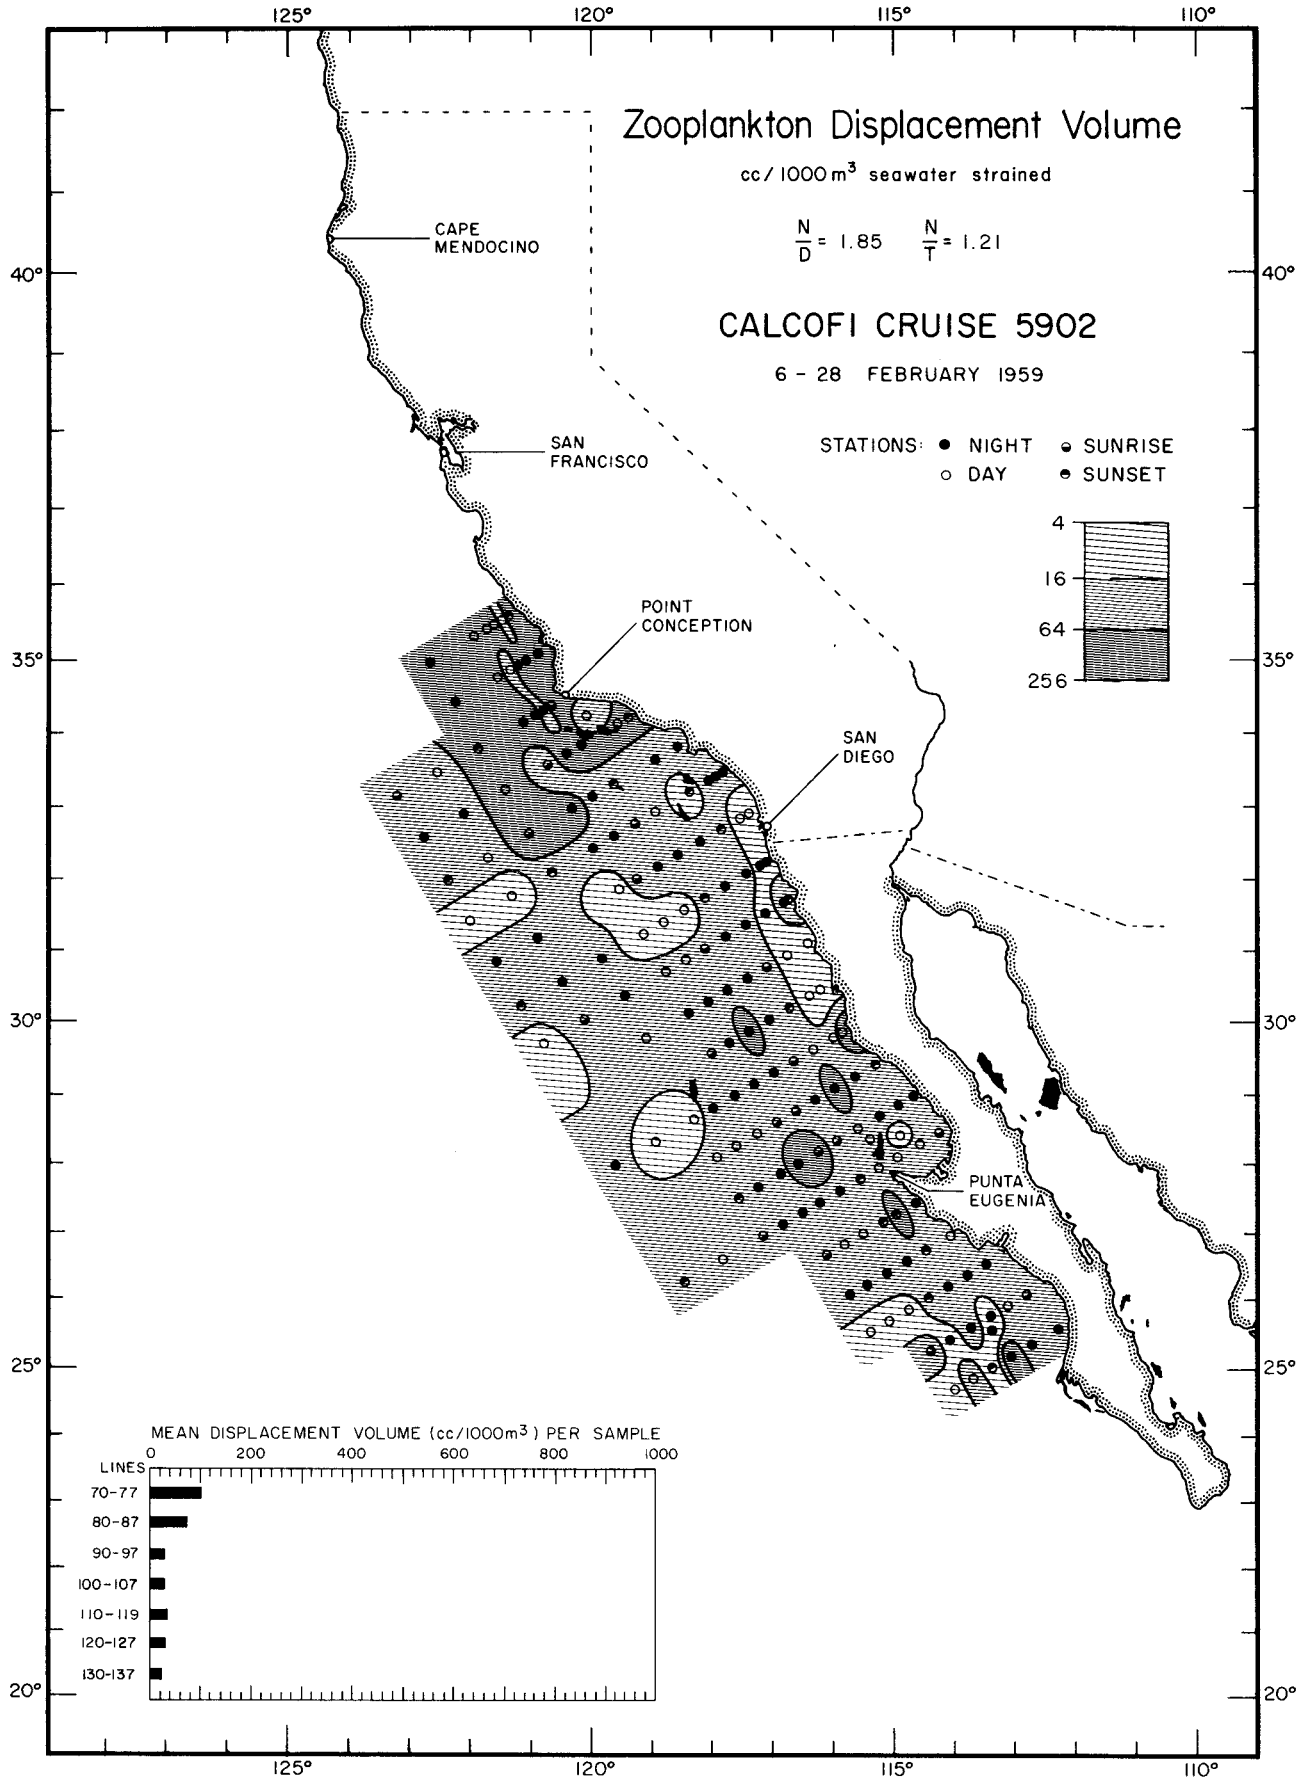 125° 120° 115° 110°
Zooplankton Displacement Volume
cc/1000 m³ seawater strained
N/D = 1.85 N/T = 1.21
CAPE
MENDOCINO
40° 40°
CALCOFI CRUISE 5902
6 - 28 FEBRUARY 1959
STATIONS: ● NIGHT SUNRISE
○ DAY SUNSET
SAN
FRANCISCO
4
16
64
256
POINT
CONCEPTION
35° 35°
SAN
DIEGO
30° 30°
PUNTA
EUGENIA
25° 25°
MEAN DISPLACEMENT VOLUME (cc/1000m³) PER SAMPLE
0 200 400 600 800 1000
LINES
70-77
80-87
90-97
100-107
110-119
120-127
130-137
20° 20°
125° 120° 115° 110°